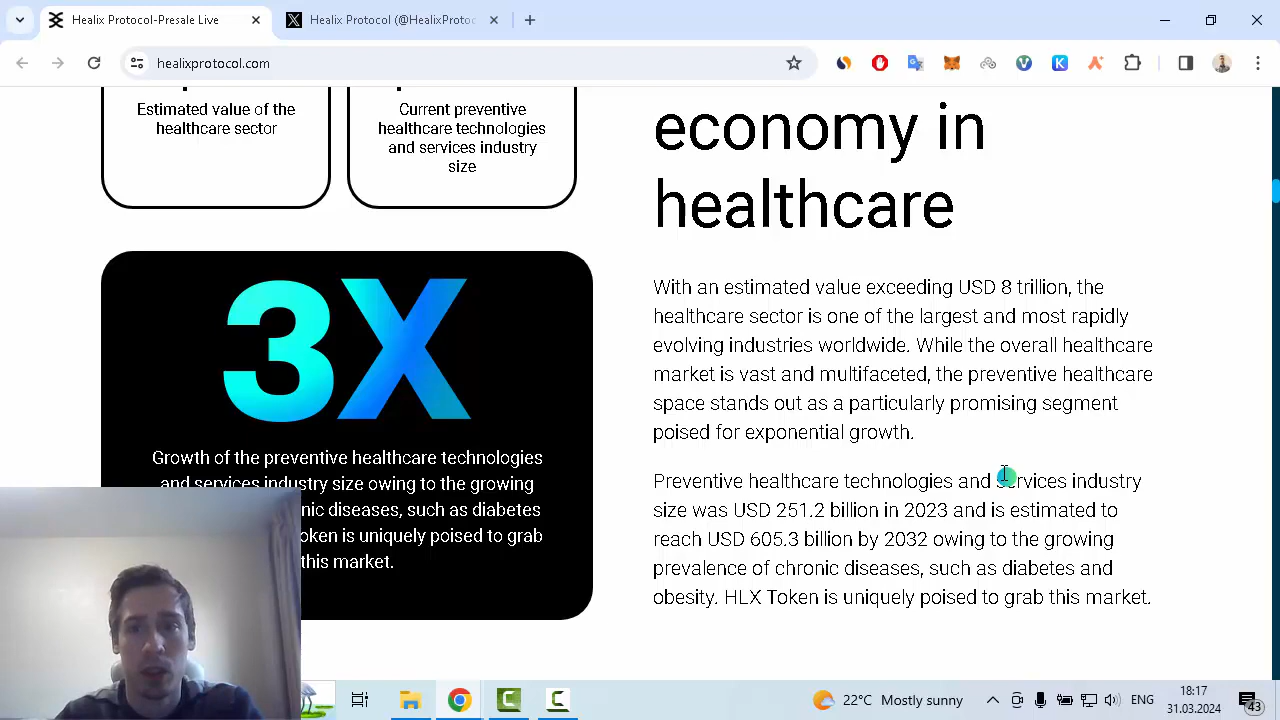 Healix Protocol-Presale Live
Healix Protocol (@HealixProtoc
healixprotocol.com
Estimated value of the
healthcare sector
Current preventive
healthcare technologies
and services industry
size
economy in
healthcare
3X
Growth of the preventive healthcare technologies
and services industry size owing to the growing
nic diseases, such as diabetes
oken is uniquely poised to grab
this market.
With an estimated value exceeding USD 8 trillion, the
healthcare sector is one of the largest and most rapidly
evolving industries worldwide. While the overall healthcare
market is vast and multifaceted, the preventive healthcare
space stands out as a particularly promising segment
poised for exponential growth.
Preventive healthcare technologies and services industry
size was USD 251.2 billion in 2023 and is estimated to
reach USD 605.3 billion by 2032 owing to the growing
prevalence of chronic diseases, such as diabetes and
obesity. HLX Token is uniquely poised to grab this market.
22°C Mostly sunny
ENG
18:17
31.03.2024
43